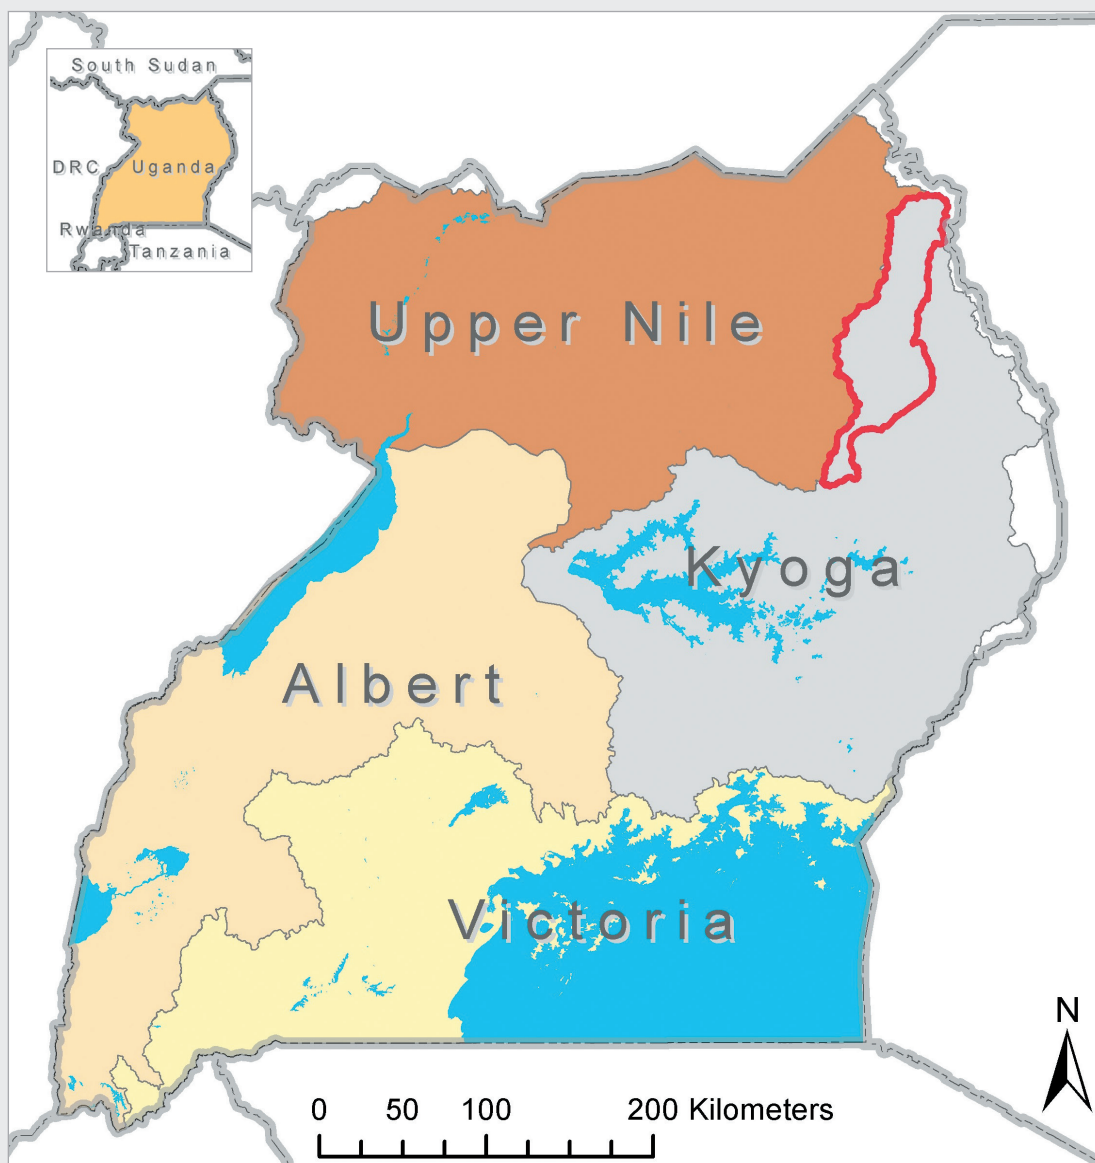 South Sudan
DRC
Uganda
Rwanda
Tanzania
Upper Nile
Kyoga
Albert
Victoria
N
0 50 100 200 Kilometers